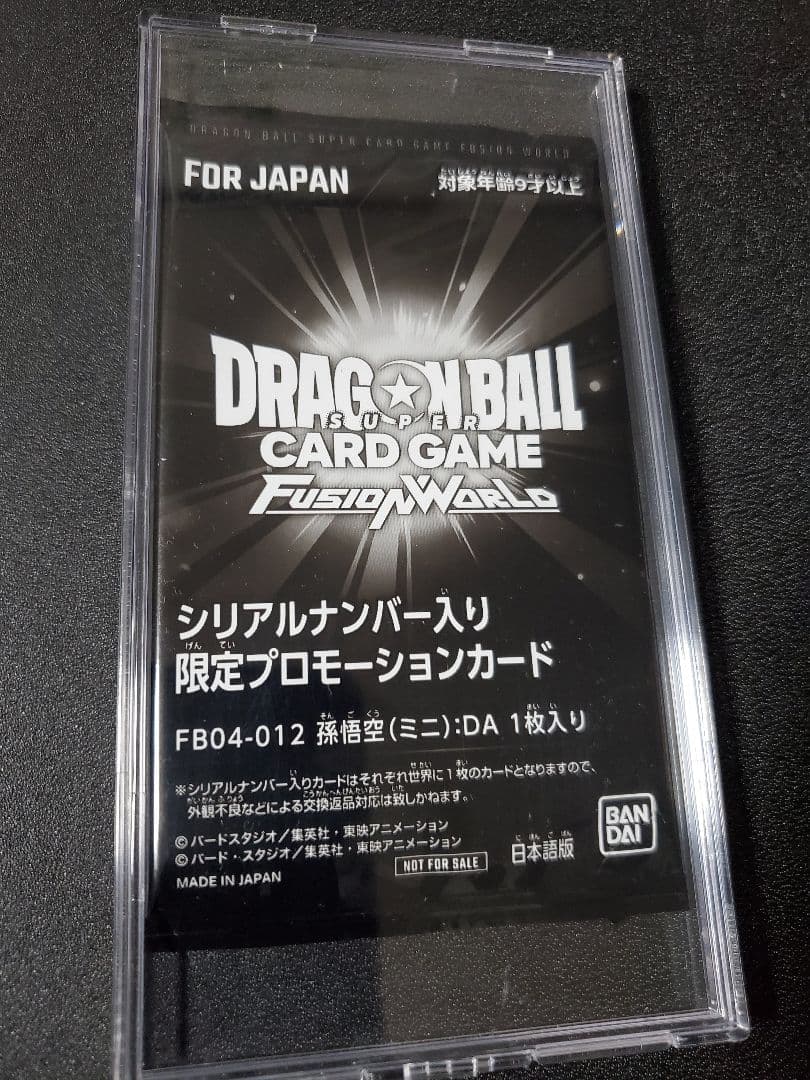 DRAGON BALL SUPER CARD GAME FUSION WORLD
FOR JAPAN
対象年齢9才以上
DRAGON BALL
SUPER
CARD GAME
FUSION WORLD
シリアルナンバー入り
限定プロモーションカード
FB04-012 孫悟空(ミニ):DA 1枚入り
※シリアルナンバー入りカードはそれぞれ世界に1枚のカードとなりますので、
外観不良などによる交換返品対応は致しかねます。
©バードスタジオ/集英社・東映アニメーション
©バード・スタジオ/集英社・東映アニメーション
MADE IN JAPAN
NOT FOR SALE
日本語版
BAN
DAI